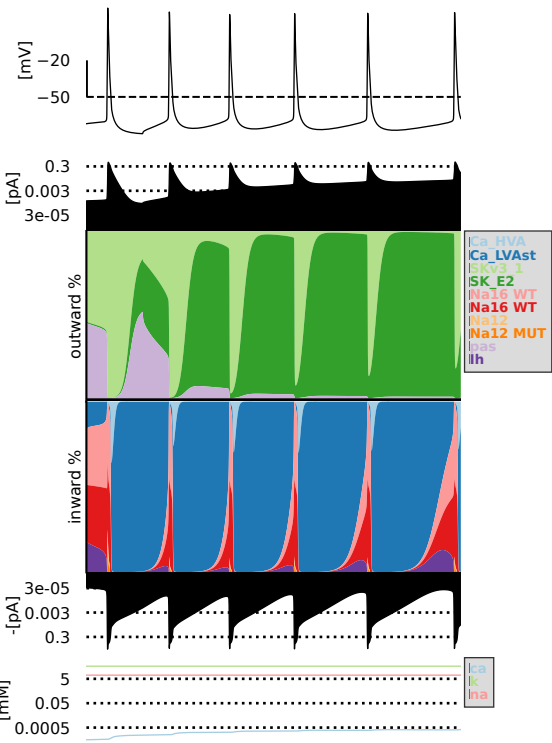 [mV]
−20
−50
[pA]
0.3
0.003
3e-05
outward %
Ca_HVA
Ca_LVAst
SKv3_1
SK_E2
Na16 WT
Na16 WT
Na12
Na12 MUT
pas
Ih
inward %
-[pA]
3e-05
0.003
0.3
[mM]
5
0.05
0.0005
ca
k
na